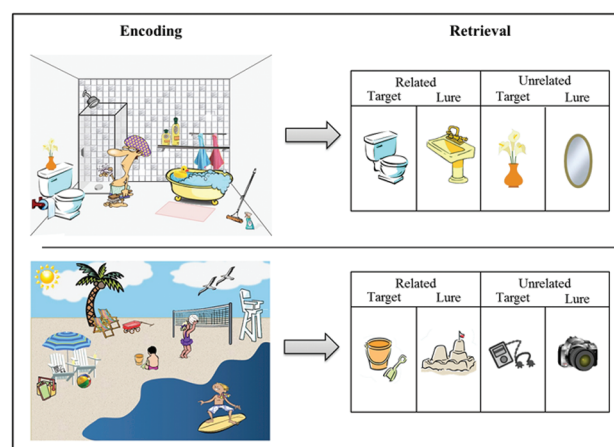 Encoding
Retrieval
Related
Unrelated
Target
Lure
Target
Lure
Related
Unrelated
Target
Lure
Target
Lure